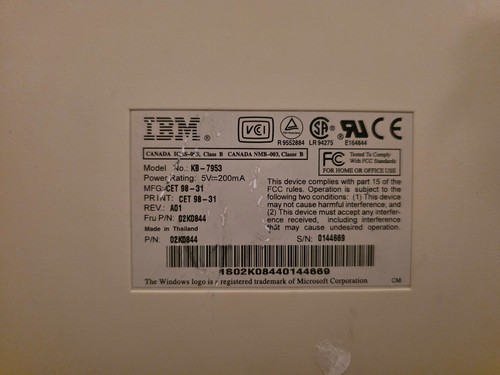 IBM®
VCI
R 9552884
LR 94275
E164844
CANADA ICES-003, Class B CANADA NMB-003, Classe B
FC Tested To Comply With FCC Standards
FOR HOME OR OFFICE USE
Model No.: KB-7953
Power Rating: 5V 200mA
MFG: CET 98-31
PRINT: CET 98-31
REV.: A01
Fru P/N: 02K0844
Made in Thailand
P/N: 02K0844
This device complies with part 15 of the
FCC rules. Operation is subject to the
following two conditions: (1) This device
may not cause harmful interference, and
(2) This device must accept any interfer-
ence received, including interference
that may cause undesired operation.
S/N: 0144669
1S02K08440144669
The Windows logo is registered trademark of Microsoft Corporation